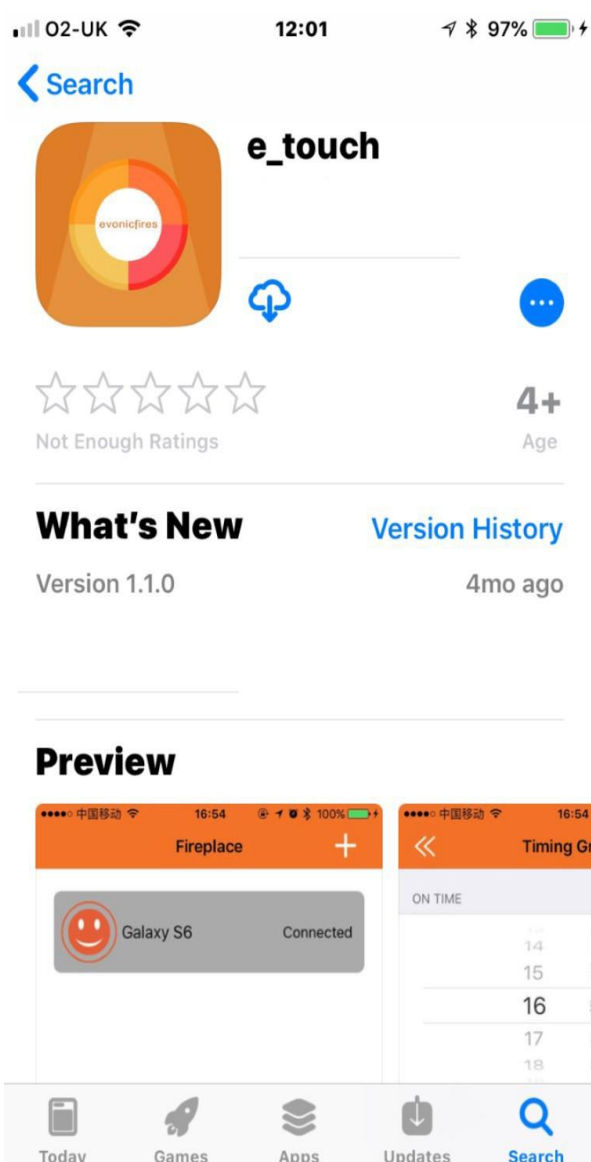 O2-UK 12:01 97%
Search
e_touch
evonicfires
4+
Not Enough Ratings Age
What's New Version History
Version 1.1.0 4mo ago
Preview
中国移动 16:54 100%
Fireplace +
Galaxy S6 Connected
中国移动 16:54
Timing Gr
ON TIME
14
15
16
17
18
Today Games Apps Updates Search